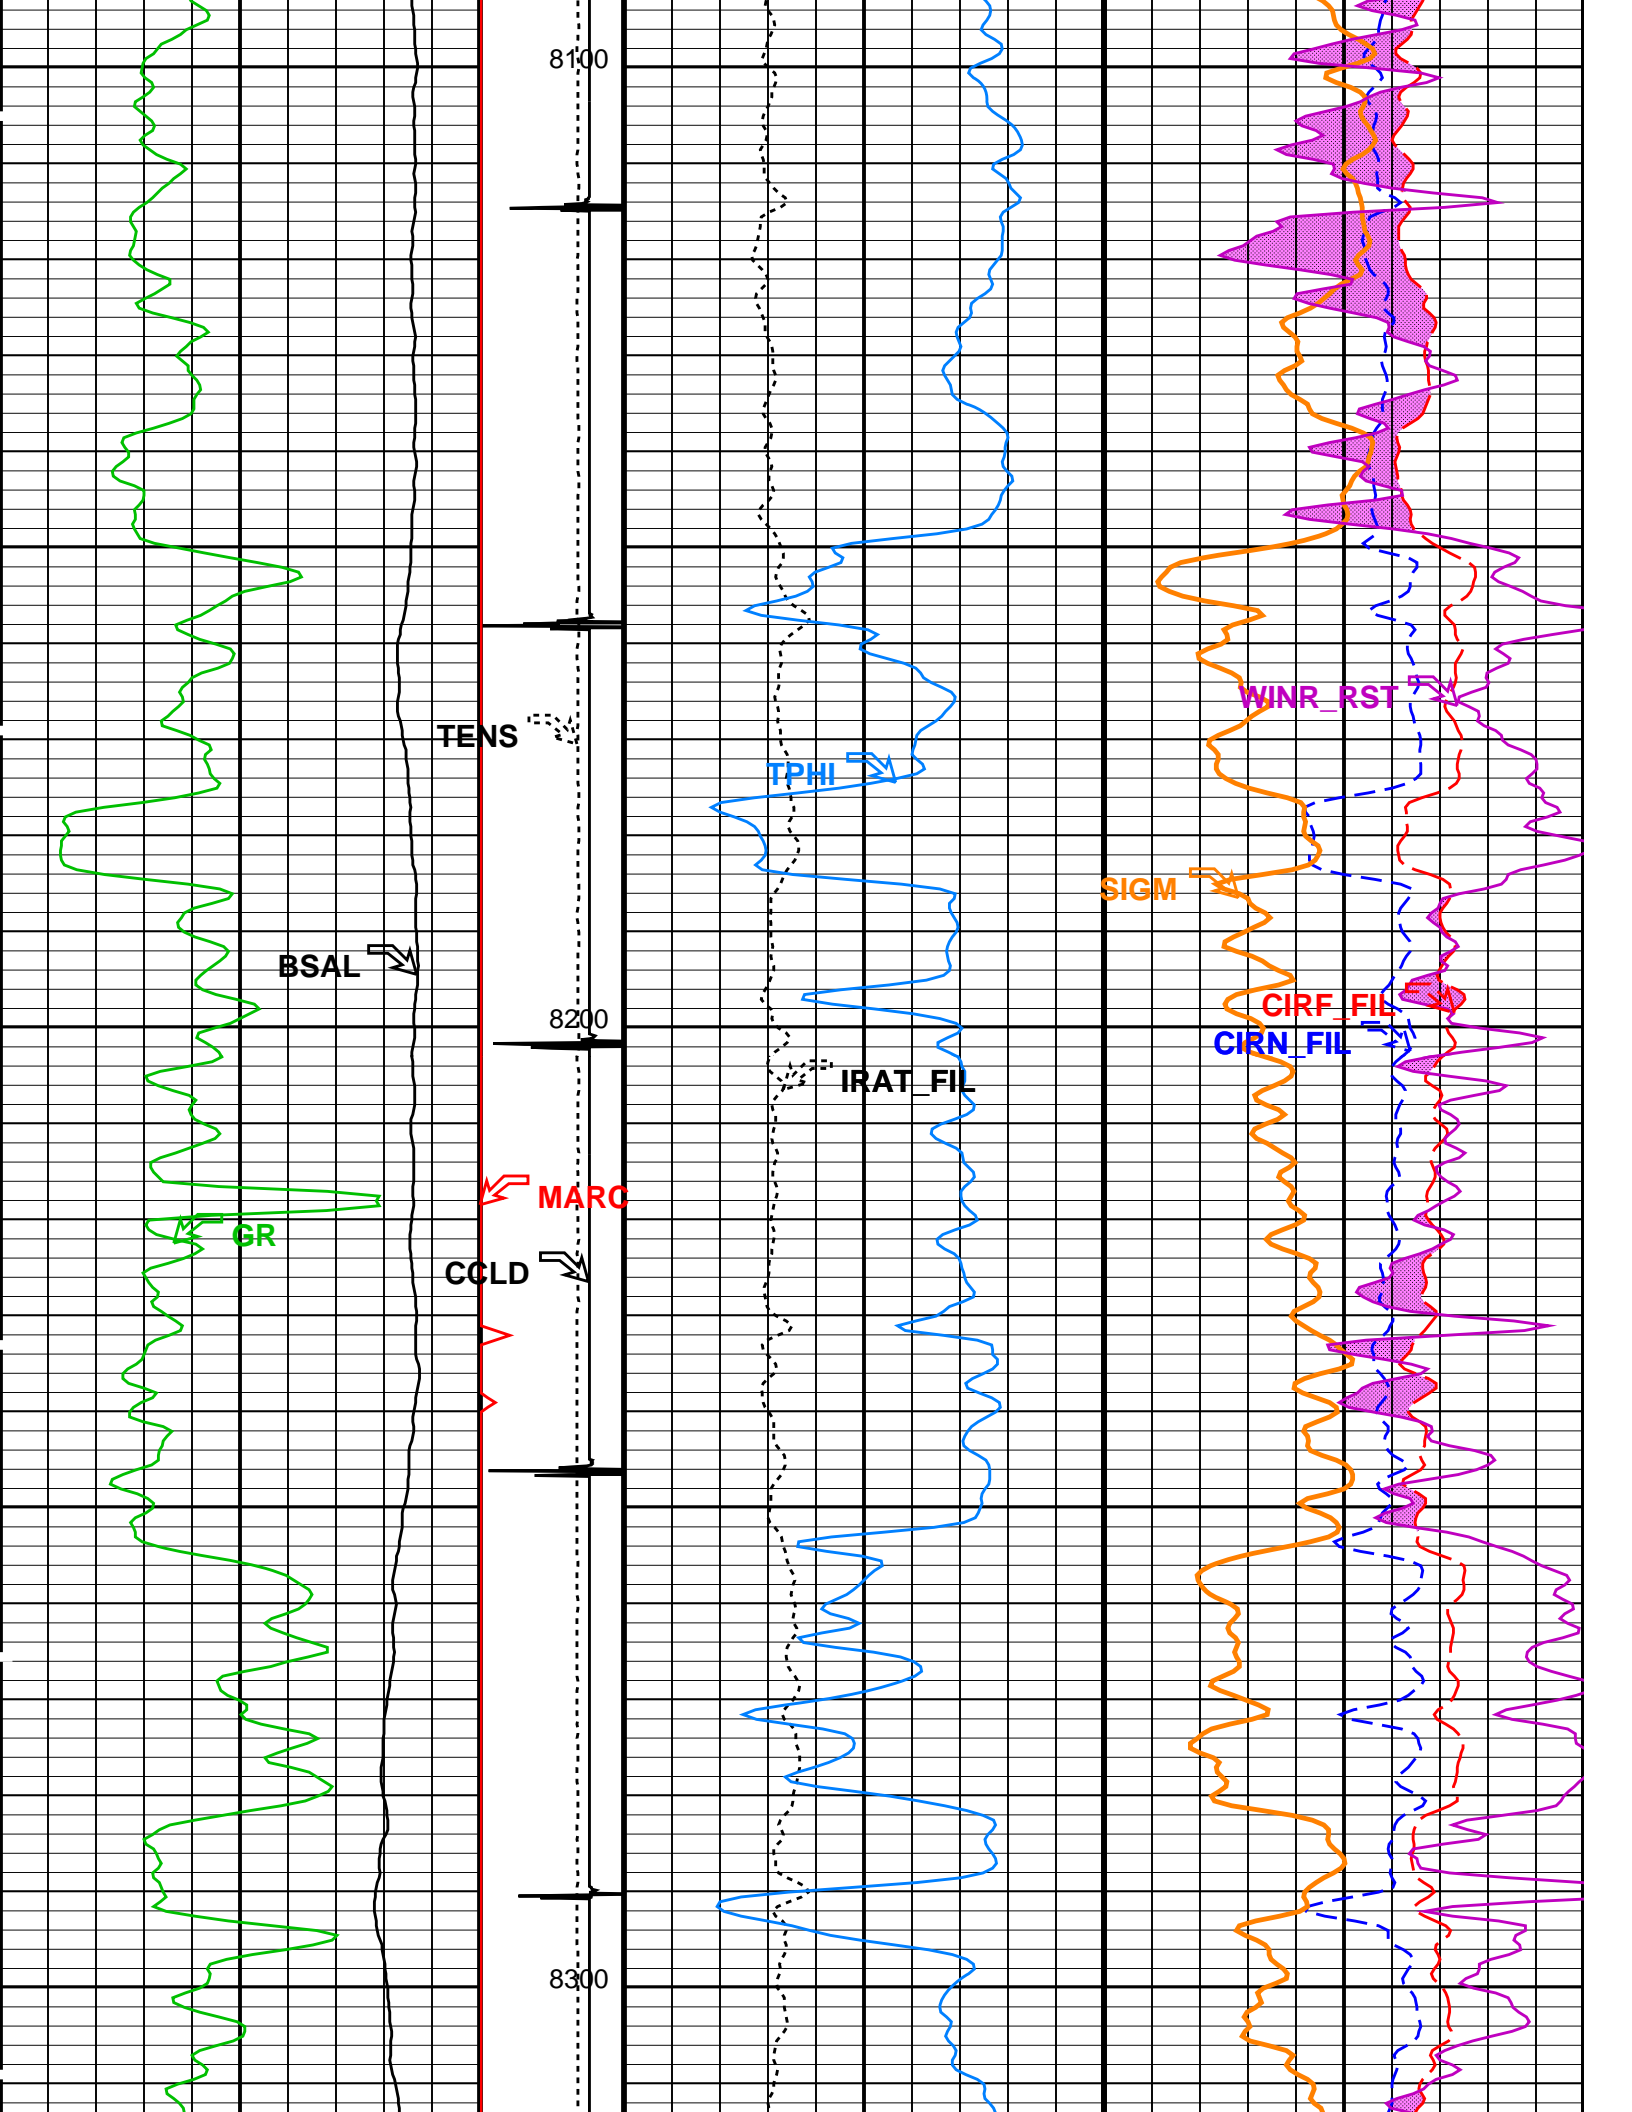 8100
WINR_RST
TENS
TPHI
SIGM
BSAL
CIRF_FIL
8200
CIRN_FIL
IRAT_FIL
MARC
GR
CCLD
8300